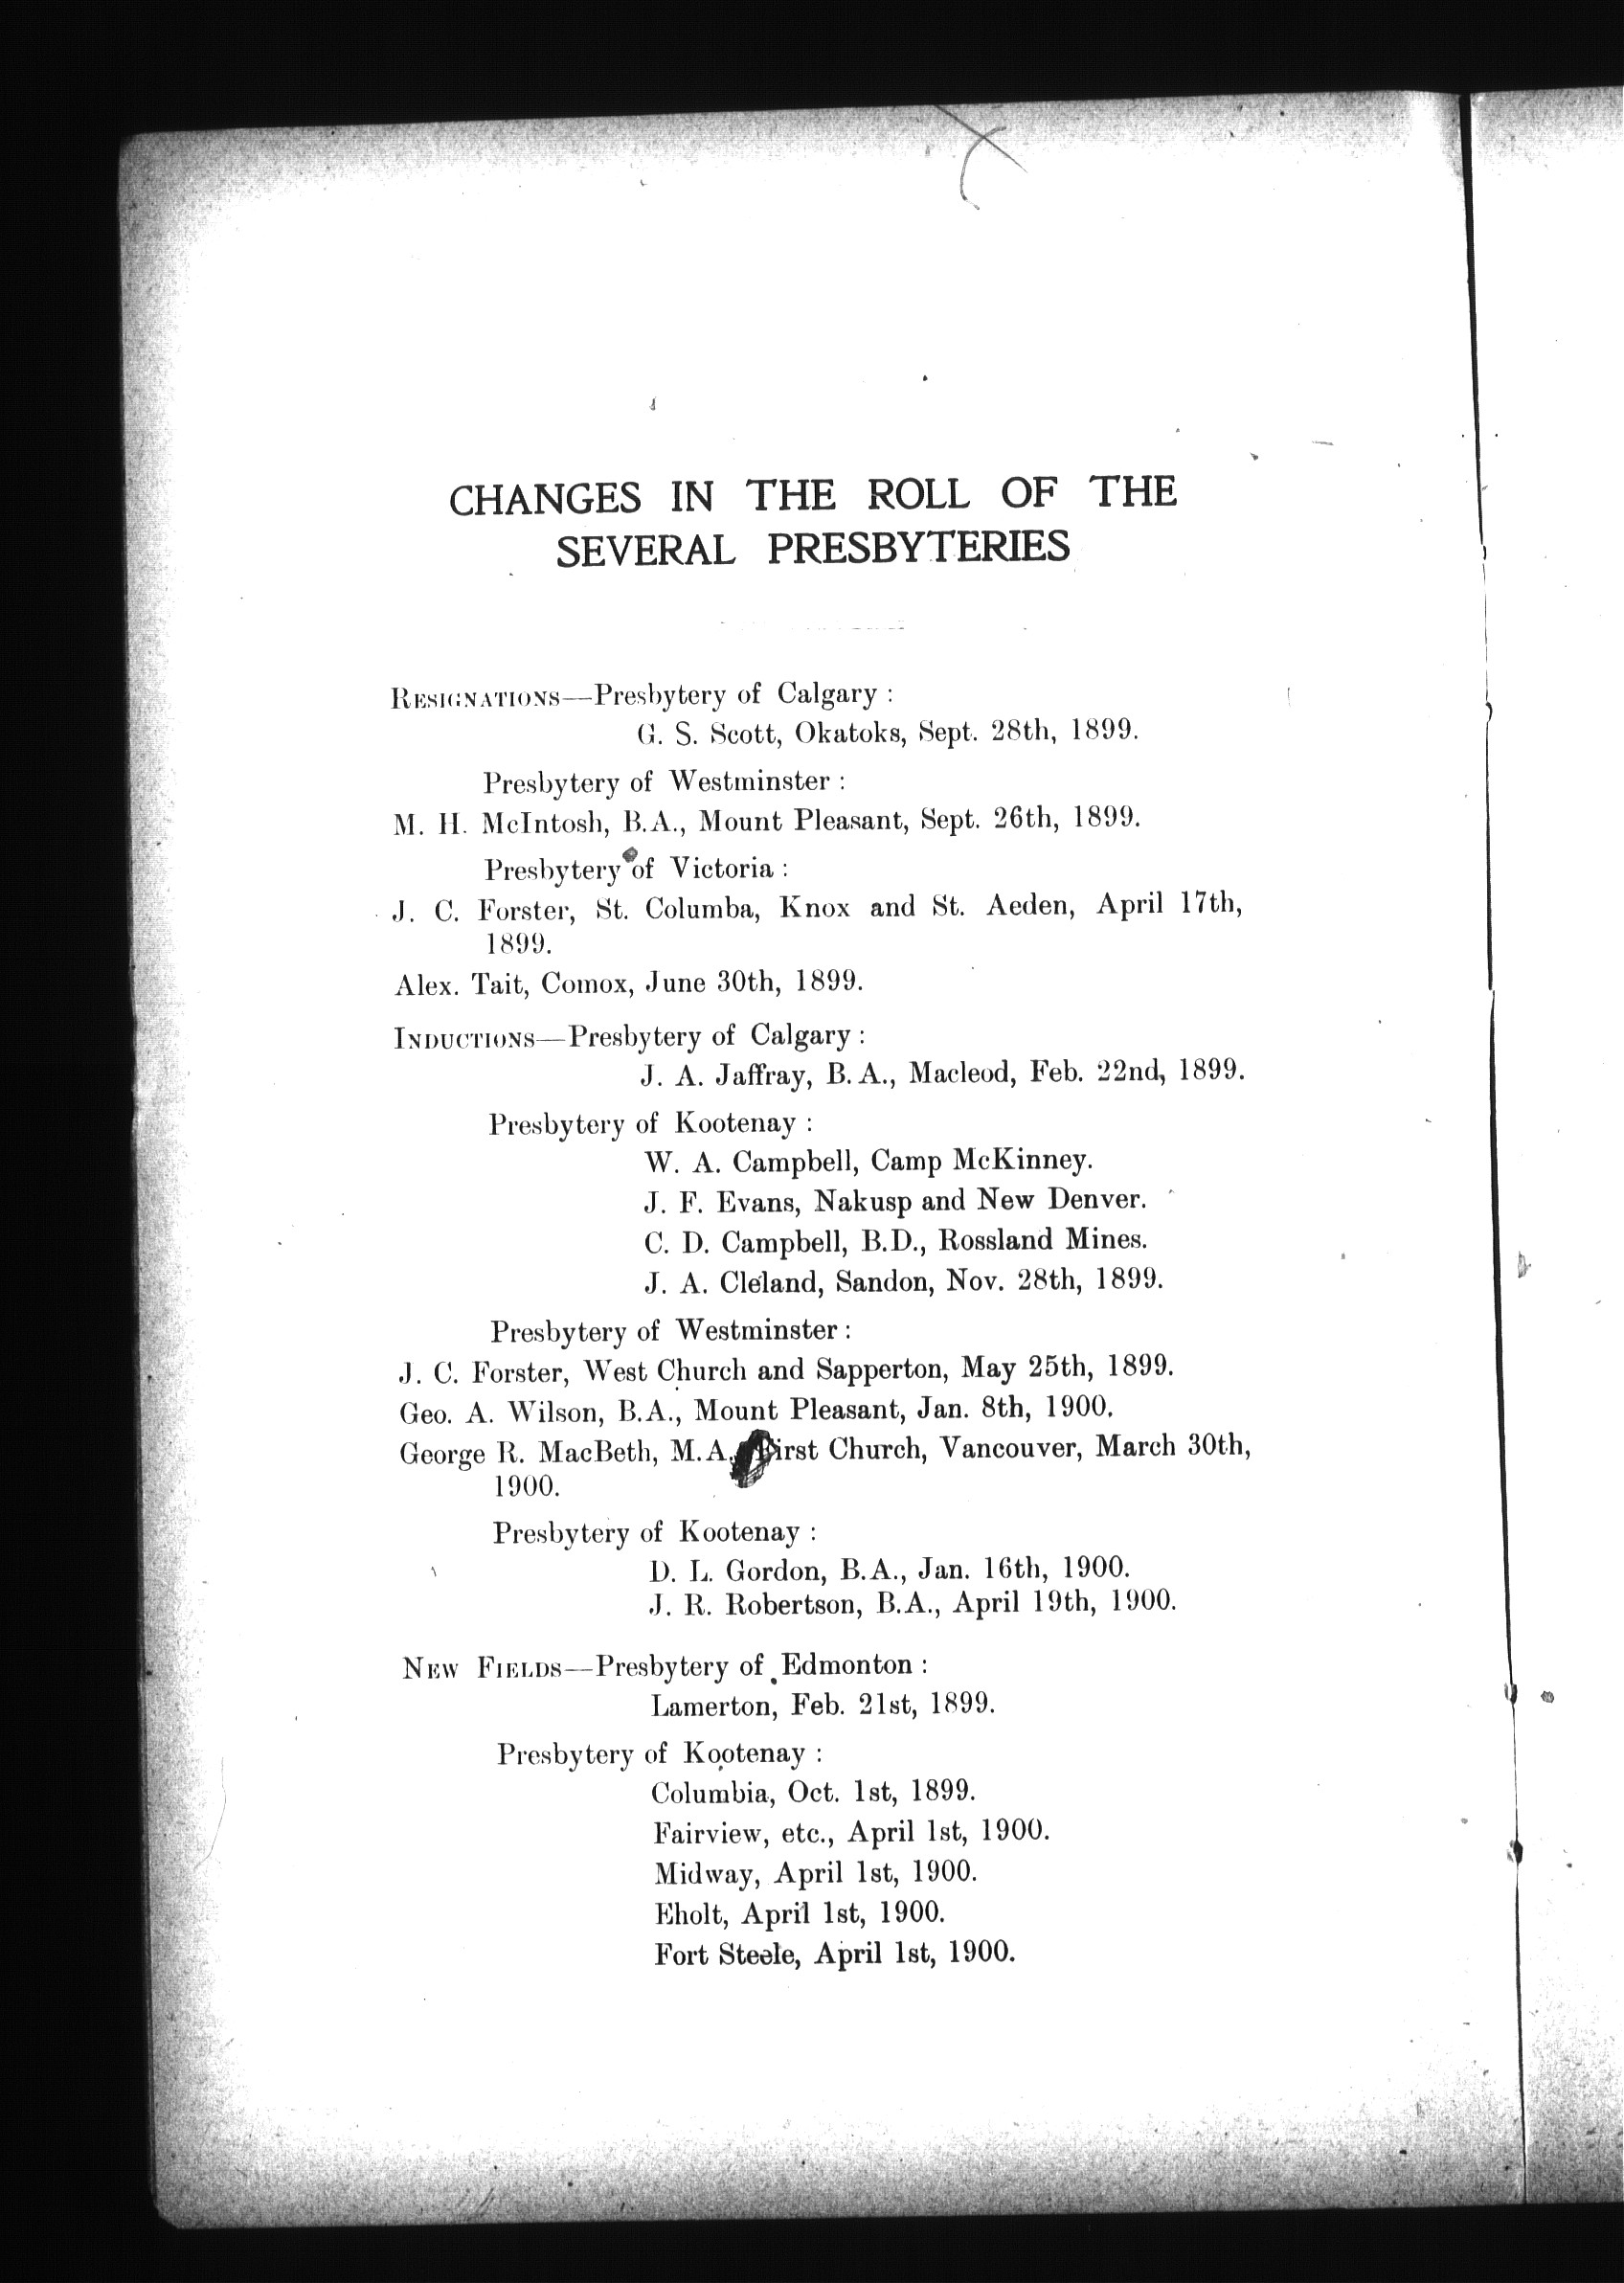 CHANGES IN THE ROLL OF THE
SEVERAL PRESBYTERIES
RESIGNATIONS—Presbytery of Calgary :
G. S. Scott, Okatoks, Sept. 28th, 1899.
Presbytery of Westminster :
M. H. McIntosh, B.A., Mount Pleasant, Sept. 26th, 1899.
Presbytery of Victoria :
J. C. Forster, St. Columba, Knox and St. Aeden, April 17th,
1899.
Alex. Tait, Comox, June 30th, 1899.
INDUCTIONS—Presbytery of Calgary :
J. A. Jaffray, B.A., Macleod, Feb. 22nd, 1899.
Presbytery of Kootenay :
W. A. Campbell, Camp McKinney.
J. F. Evans, Nakusp and New Denver.
C. D. Campbell, B.D., Rossland Mines.
J. A. Cleland, Sandon, Nov. 28th, 1899.
Presbytery of Westminster :
J. C. Forster, West Church and Sapperton, May 25th, 1899.
Geo. A. Wilson, B.A., Mount Pleasant, Jan. 8th, 1900.
George R. MacBeth, M.A., First Church, Vancouver, March 30th,
1900.
Presbytery of Kootenay :
D. L. Gordon, B.A., Jan. 16th, 1900.
J. R. Robertson, B.A., April 19th, 1900.
NEW FIELDS—Presbytery of Edmonton :
Lamerton, Feb. 21st, 1899.
Presbytery of Kootenay :
Columbia, Oct. 1st, 1899.
Fairview, etc., April 1st, 1900.
Midway, April 1st, 1900.
Eholt, April 1st, 1900.
Fort Steele, April 1st, 1900.